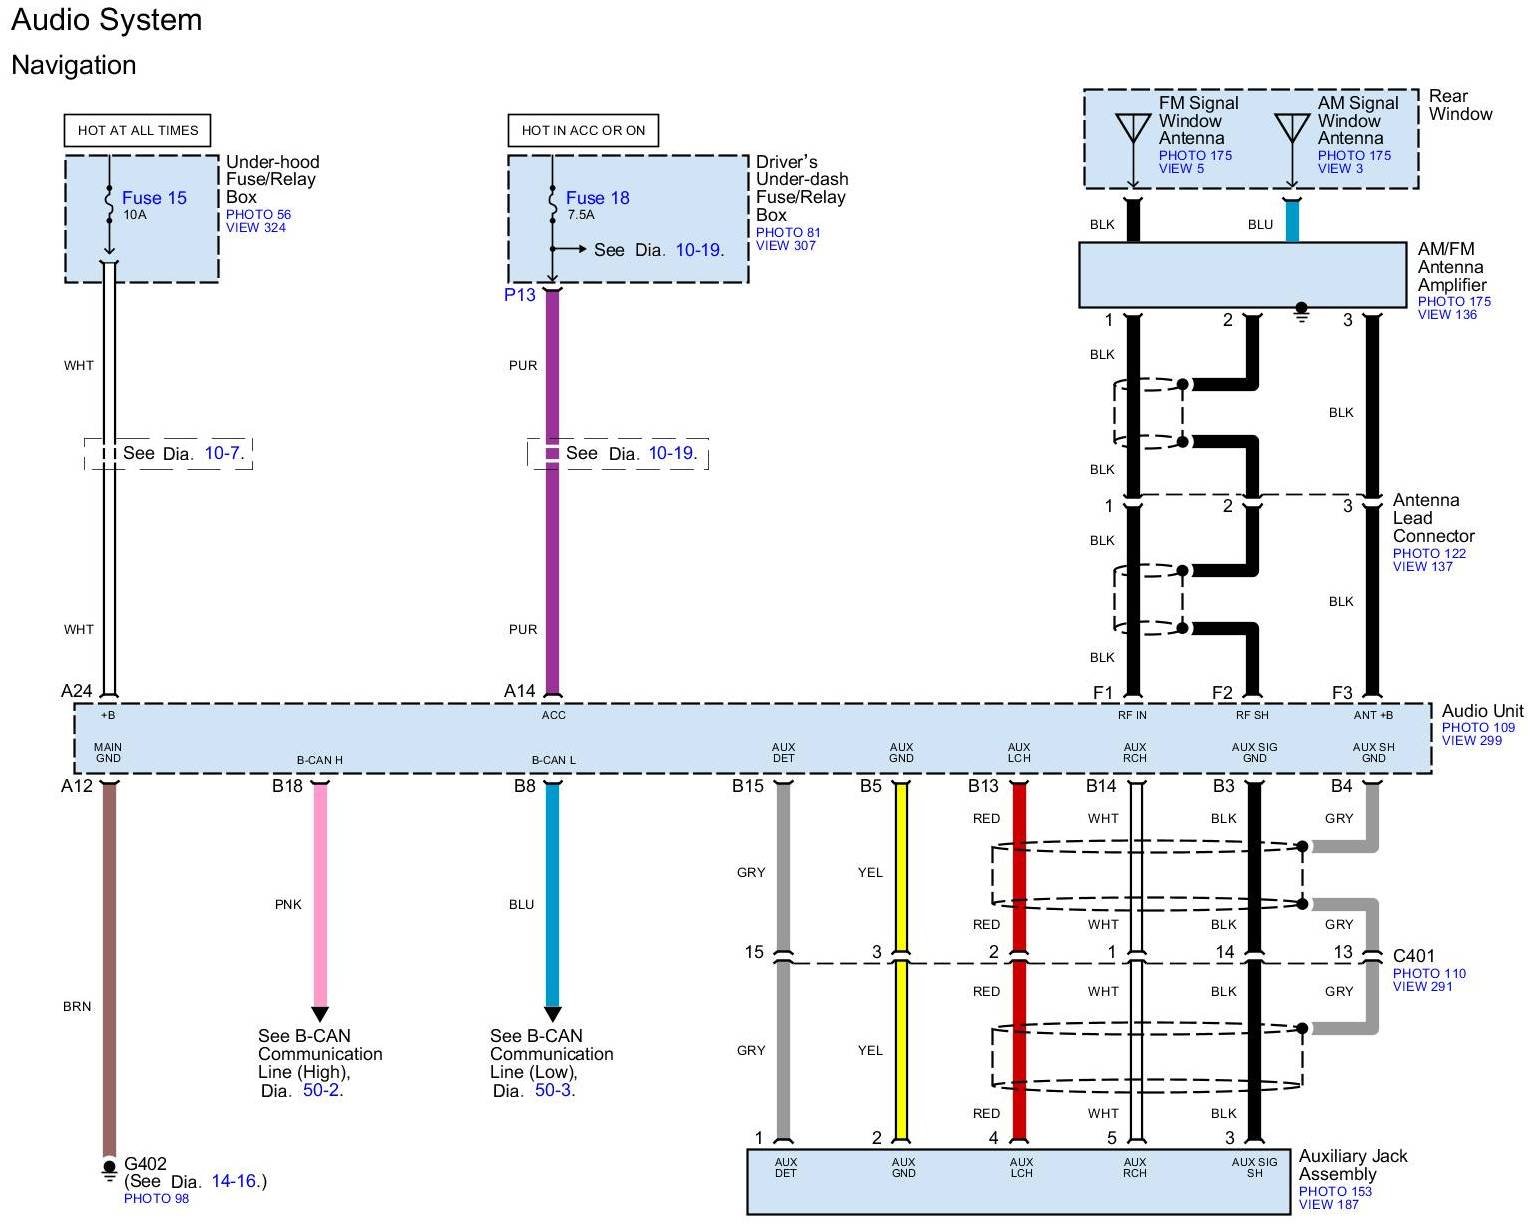 Audio System
Navigation
HOT AT ALL TIMES
Fuse 15
10A
Under-hood
Fuse/Relay
Box
PHOTO 56
VIEW 324
HOT IN ACC OR ON
Fuse 18
7.5A
See Dia. 10-19.
Driver's
Under-dash
Fuse/Relay
Box
PHOTO 81
VIEW 307
FM Signal
Window
Antenna
PHOTO 175
VIEW 5
AM Signal
Window
Antenna
PHOTO 175
VIEW 3
Rear
Window
BLK
BLU
AM/FM
Antenna
Amplifier
PHOTO 175
VIEW 136
P13
1
2
3
WHT
PUR
BLK
BLK
See Dia. 10-7.
See Dia. 10-19.
BLK
1
2
3
Antenna
Lead
Connector
PHOTO 122
VIEW 137
BLK
BLK
WHT
PUR
BLK
A24
A14
F1
F2
F3
+B
ACC
RF IN
RF SH
ANT +B
Audio Unit
PHOTO 109
VIEW 299
MAIN
GND
B-CAN H
B-CAN L
AUX
DET
AUX
GND
AUX
LCH
AUX
RCH
AUX SIG
GND
AUX SH
GND
A12
B18
B8
B15
B5
B13
B14
B3
B4
RED
WHT
BLK
GRY
GRY
YEL
PNK
BLU
RED
WHT
BLK
GRY
15
3
2
1
14
13
C401
PHOTO 110
VIEW 291
RED
WHT
BLK
GRY
BRN
See B-CAN
Communication
Line (High),
Dia. 50-2.
See B-CAN
Communication
Line (Low),
Dia. 50-3.
GRY
YEL
RED
WHT
BLK
1
2
4
5
3
G402
(See Dia. 14-16.)
PHOTO 98
AUX
DET
AUX
GND
AUX
LCH
AUX
RCH
AUX SIG
SH
Auxiliary Jack
Assembly
PHOTO 153
VIEW 187